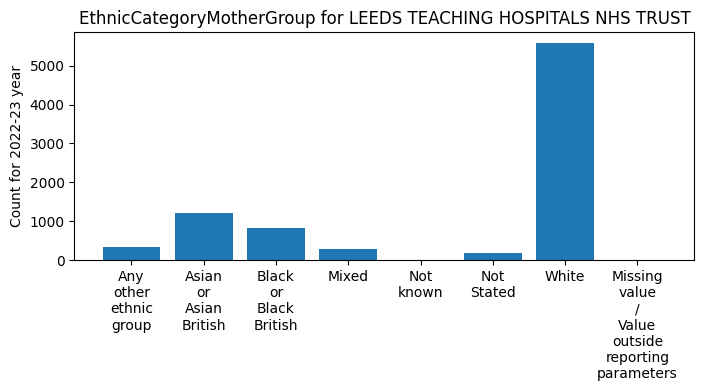 EthnicCategoryMotherGroup for LEEDS TEACHING HOSPITALS NHS TRUST
Count for 2022-23 year
5000
4000
3000
2000
1000
0
Any
other
ethnic
group
Asian
or
Asian
British
Black
or
Black
British
Mixed
Not
known
Not
Stated
White
Missing
value
/
Value
outside
reporting
parameters